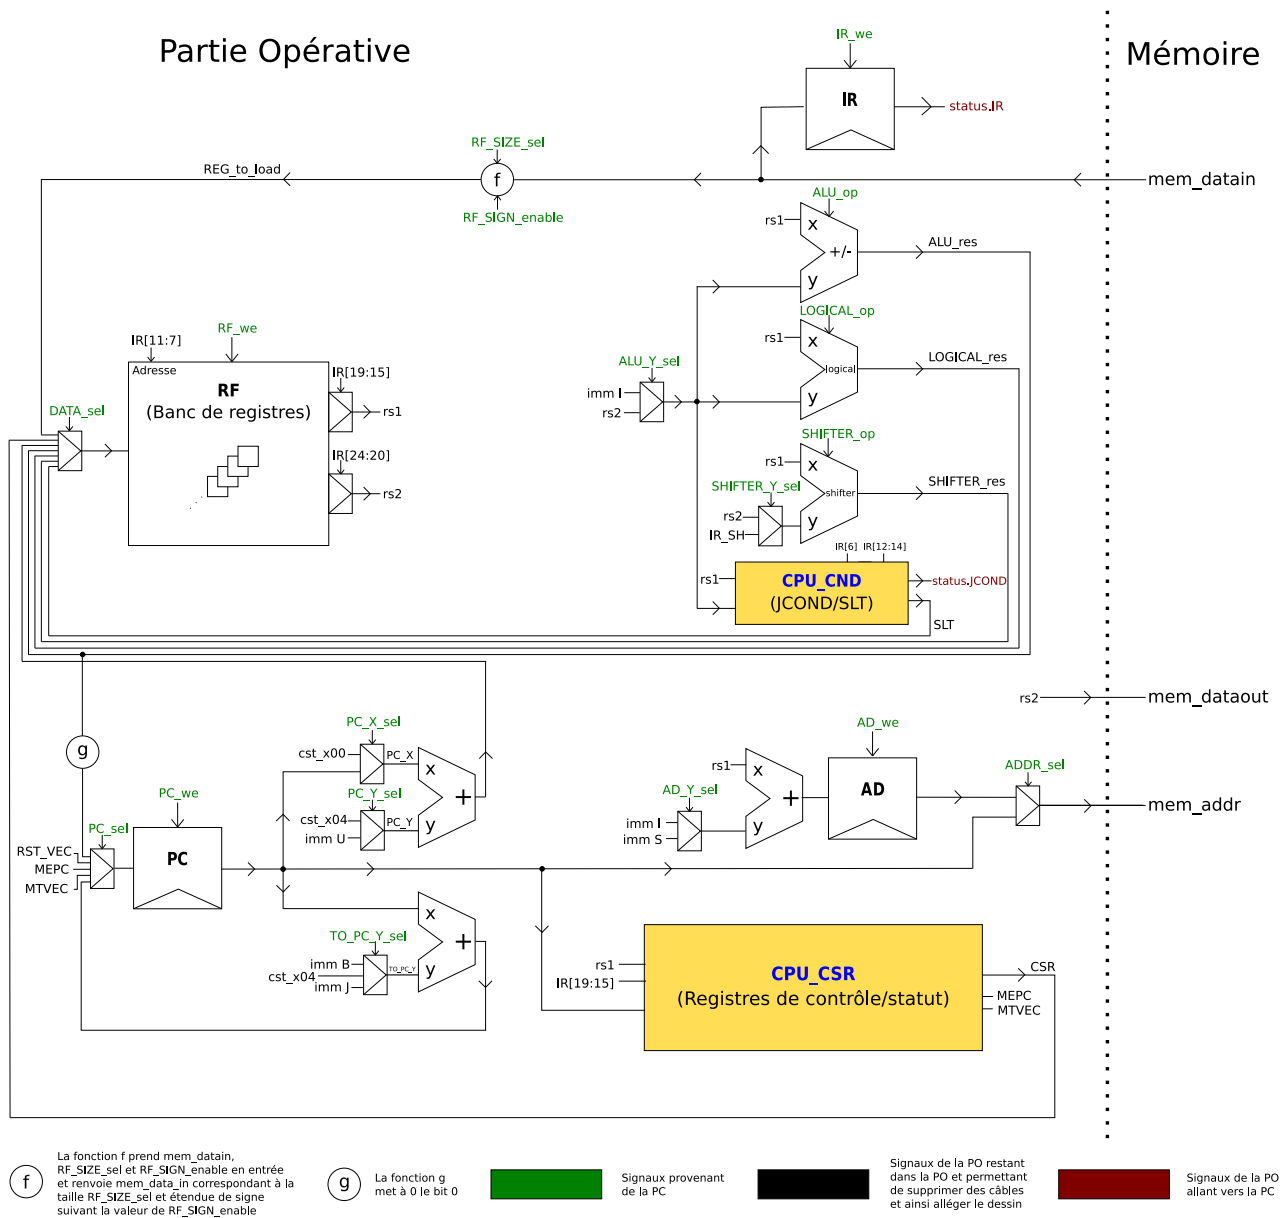 Partie Opérative
Mémoire
IR_we
IR
status.IR
RF_SIZE_sel
REG_to_load
f
mem_datain
RF_SIGN_enable
ALU_op
rs1
x
+/-
y
ALU_res
LOGICAL_op
rs1
x
logical
y
LOGICAL_res
IR[11:7]
RF_we
Adresse
RF
(Banc de registres)
IR[19:15]
rs1
IR[24:20]
rs2
DATA_sel
ALU_Y_sel
imm I
rs2
SHIFTER_op
rs1
x
shifter
y
SHIFTER_res
SHIFTER_Y_sel
rs2
IR_SH
IR[6]
IR[12:14]
rs1
CPU_CND
(JCOND/SLT)
status.JCOND
SLT
rs2
mem_dataout
g
PC_X_sel
cst_x00
PC_X
x
+
y
PC_Y_sel
cst_x04
PC_Y
imm U
AD_we
rs1
x
+
y
AD
AD_Y_sel
imm I
imm S
ADDR_sel
mem_addr
PC_we
PC_sel
PC
RST_VEC
MEPC
MTVEC
TO_PC_Y_sel
imm B
cst_x04
imm J
TO_PC_Y
x
+
y
rs1
IR[19:15]
CPU_CSR
(Registres de contrôle/statut)
CSR
MEPC
MTVEC
f
La fonction f prend mem_datain,
RF_SIZE_sel et RF_SIGN_enable en entrée
et renvoie mem_data_in correspondant à la
taille RF_SIZE_sel et étendue de signe
suivant la valeur de RF_SIGN_enable
g
La fonction g
met à 0 le bit 0
Signaux provenant
de la PC
Signaux de la PO restant
dans la PO et permettant
de supprimer des câbles
et ainsi alléger le dessin
Signaux de la PO
allant vers la PC